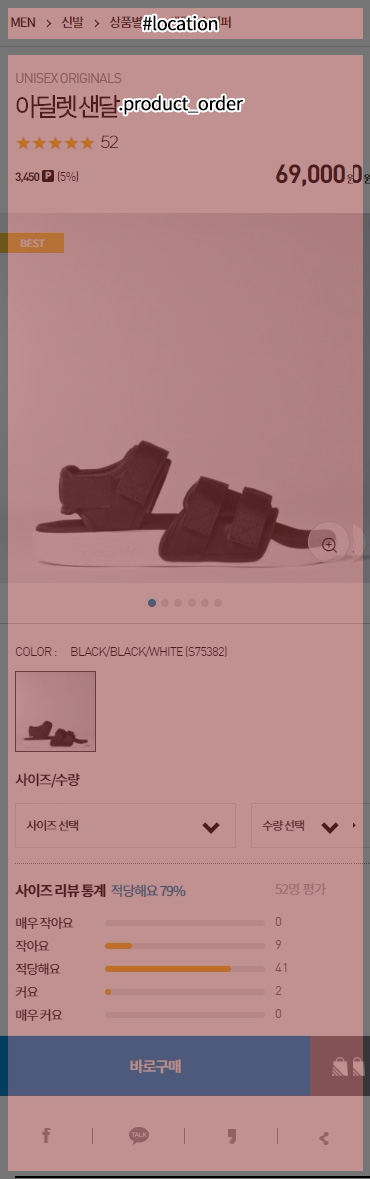 MEN > 신발 > 상품별 #location 퍼
UNISEX ORIGINALS
아딜렛 샌달 .product_order
52
3,450 P (5%)
69,000 원
BEST
COLOR : BLACK/BLACK/WHITE (S75382)
사이즈/수량
사이즈 선택 수량 선택
사이즈 리뷰 통계 적당해요 79% 52명 평가
매우 작아요 0
작아요 9
적당해요 41
커요 2
매우 커요 0
바로구매
f TALK